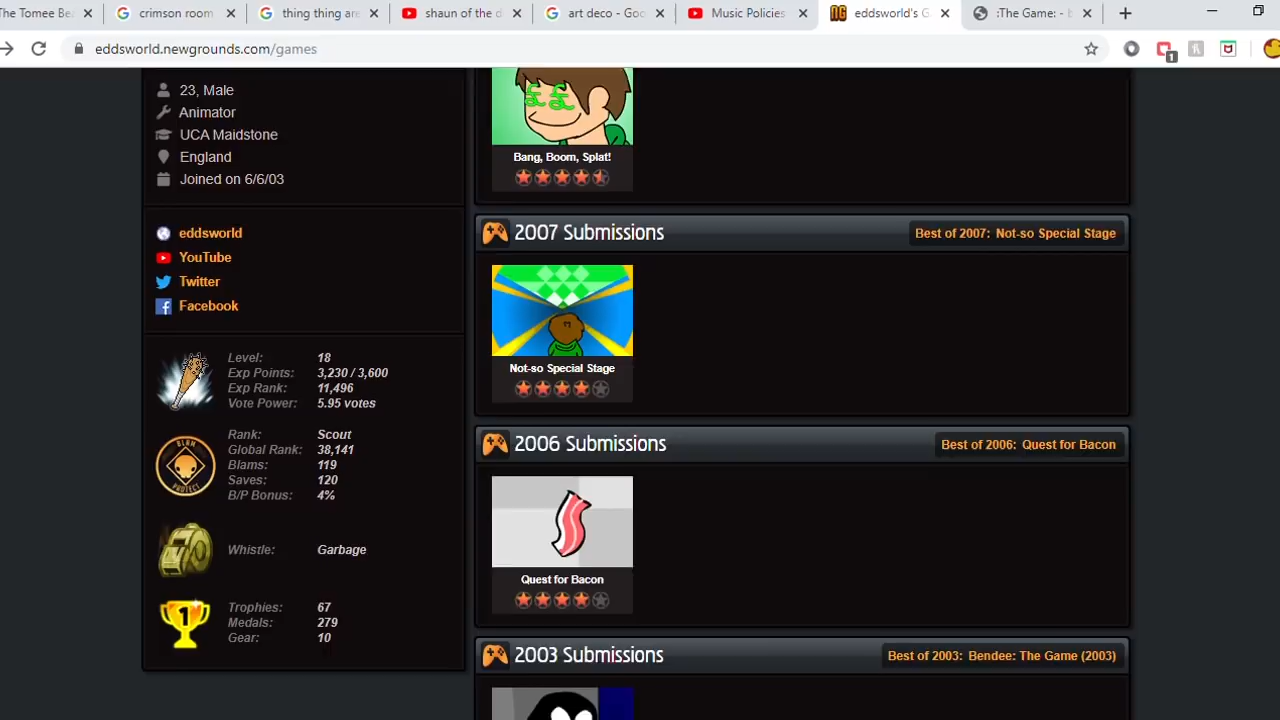 The Tomee Be
crimson room
thing thing are
shaun of the d
art deco - Goo
Music Policies
eddsworld's G
:The Game: - b
eddsworld.newgrounds.com/games
1
23, Male
Animator
UCA Maidstone
England
Joined on 6/6/03
eddsworld
YouTube
Twitter
Facebook
Level: 18
Exp Points: 3,230 / 3,600
Exp Rank: 11,496
Vote Power: 5.95 votes
BLAM
PROTECT
Rank: Scout
Global Rank: 38,141
Blams: 119
Saves: 120
B/P Bonus: 4%
Whistle: Garbage
1
Trophies: 67
Medals: 279
Gear: 10
££
Bang, Boom, Splat!
2007 Submissions
Best of 2007: Not-so Special Stage
Not-so Special Stage
2006 Submissions
Best of 2006: Quest for Bacon
Quest for Bacon
2003 Submissions
Best of 2003: Bendee: The Game (2003)